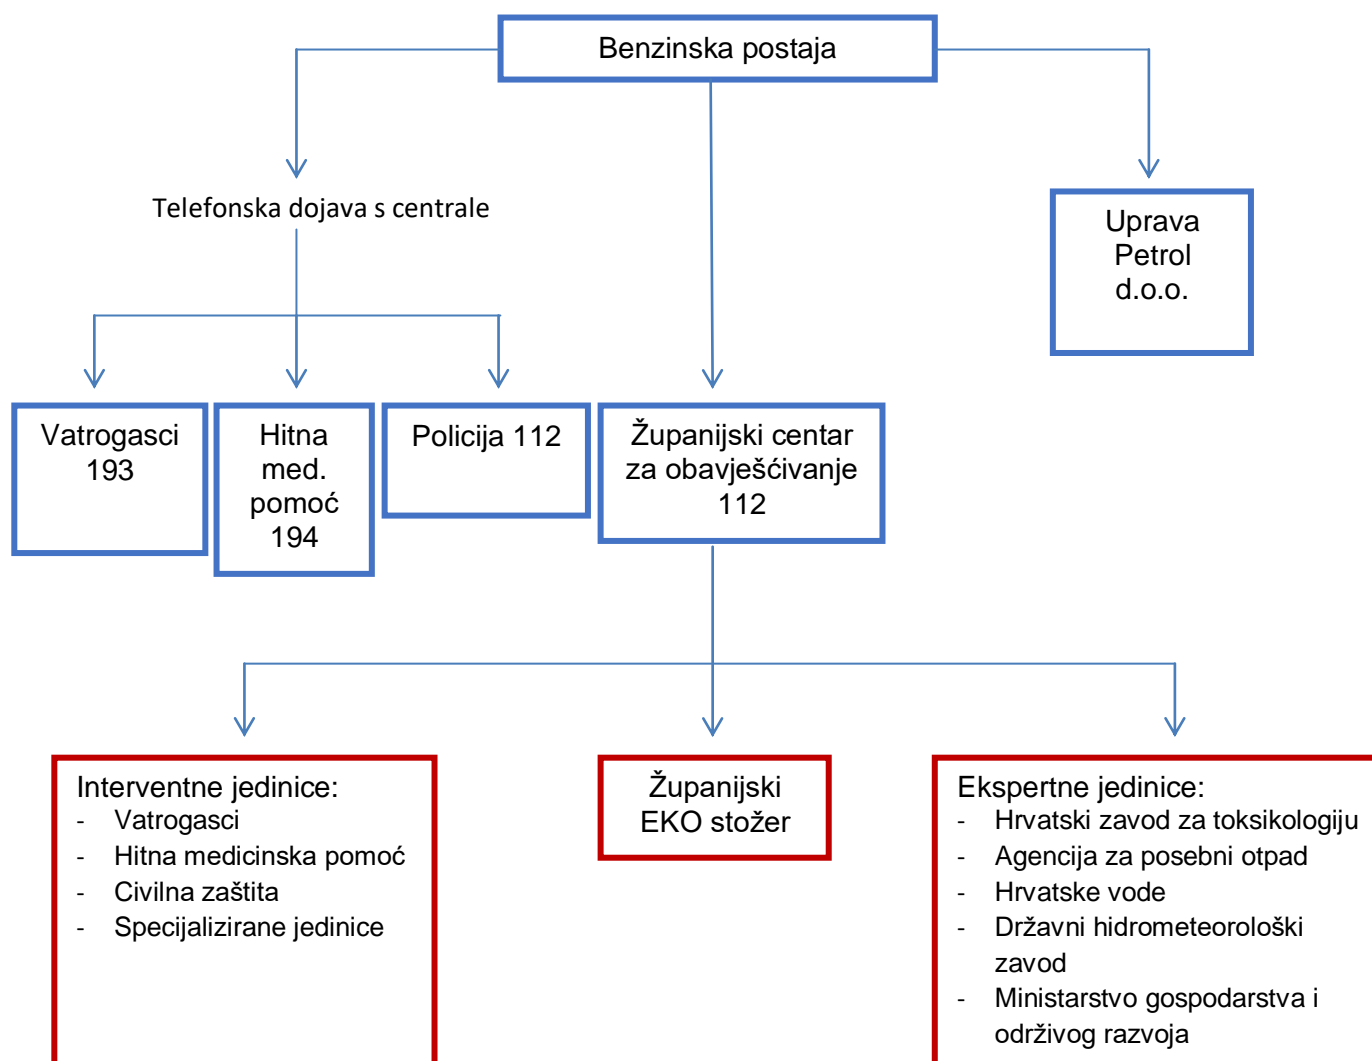 Benzinska postaja
Telefonska dojava s centrale
Uprava
Petrol
d.o.o.
Vatrogasci
193
Hitna
med.
pomoć
194
Policija 112
Županijski centar
za obavješćivanje
112
Interventne jedinice:
- Vatrogasci
- Hitna medicinska pomoć
- Civilna zaštita
- Specijalizirane jedinice
Županijski
EKO stožer
Ekspertne jedinice:
- Hrvatski zavod za toksikologiju
- Agencija za posebni otpad
- Hrvatske vode
- Državni hidrometeorološki
zavod
- Ministarstvo gospodarstva i
održivog razvoja